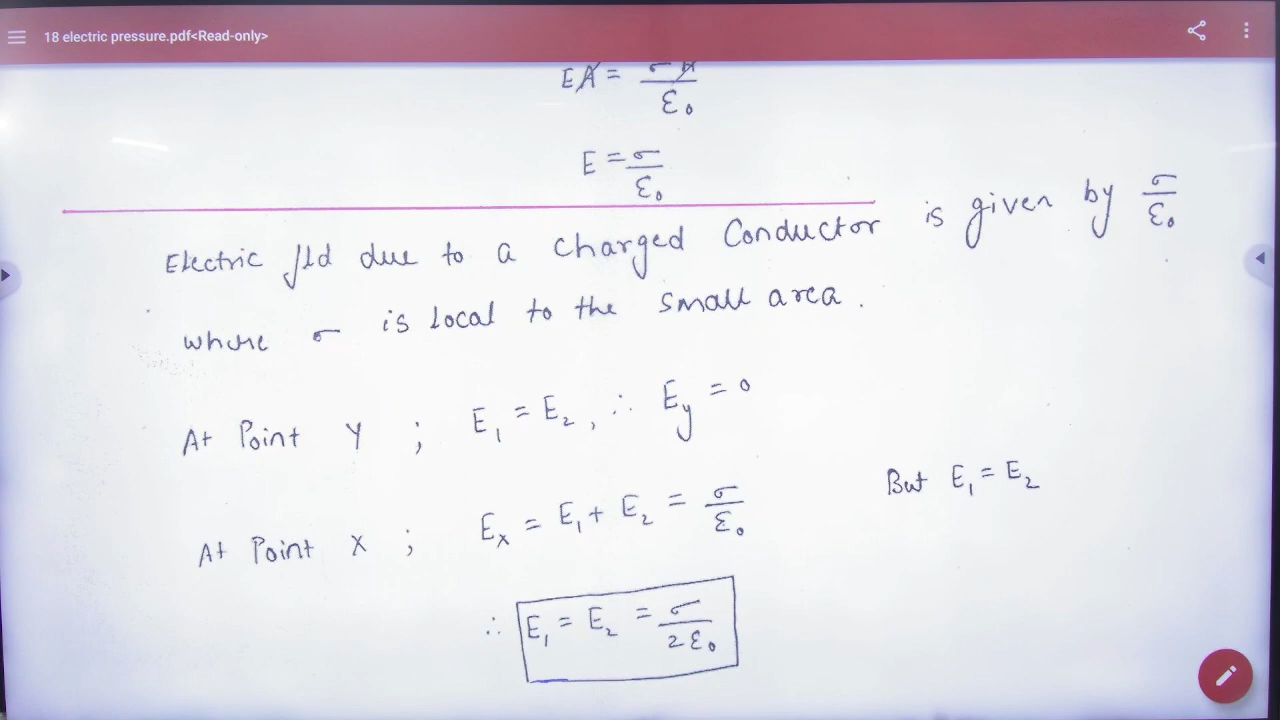 18 electric pressure.pdf<Read-only>
EA = σA/ε₀
E = σ/ε₀
Electric fld due to a Charged Conductor is given by σ/ε₀
where σ is local to the small area.
At Point Y ; E₁ = E₂, ∴ Ey = 0
But E₁ = E₂
At Point X ; Ex = E₁ + E₂ = σ/ε₀
∴ E₁ = E₂ = σ/2ε₀